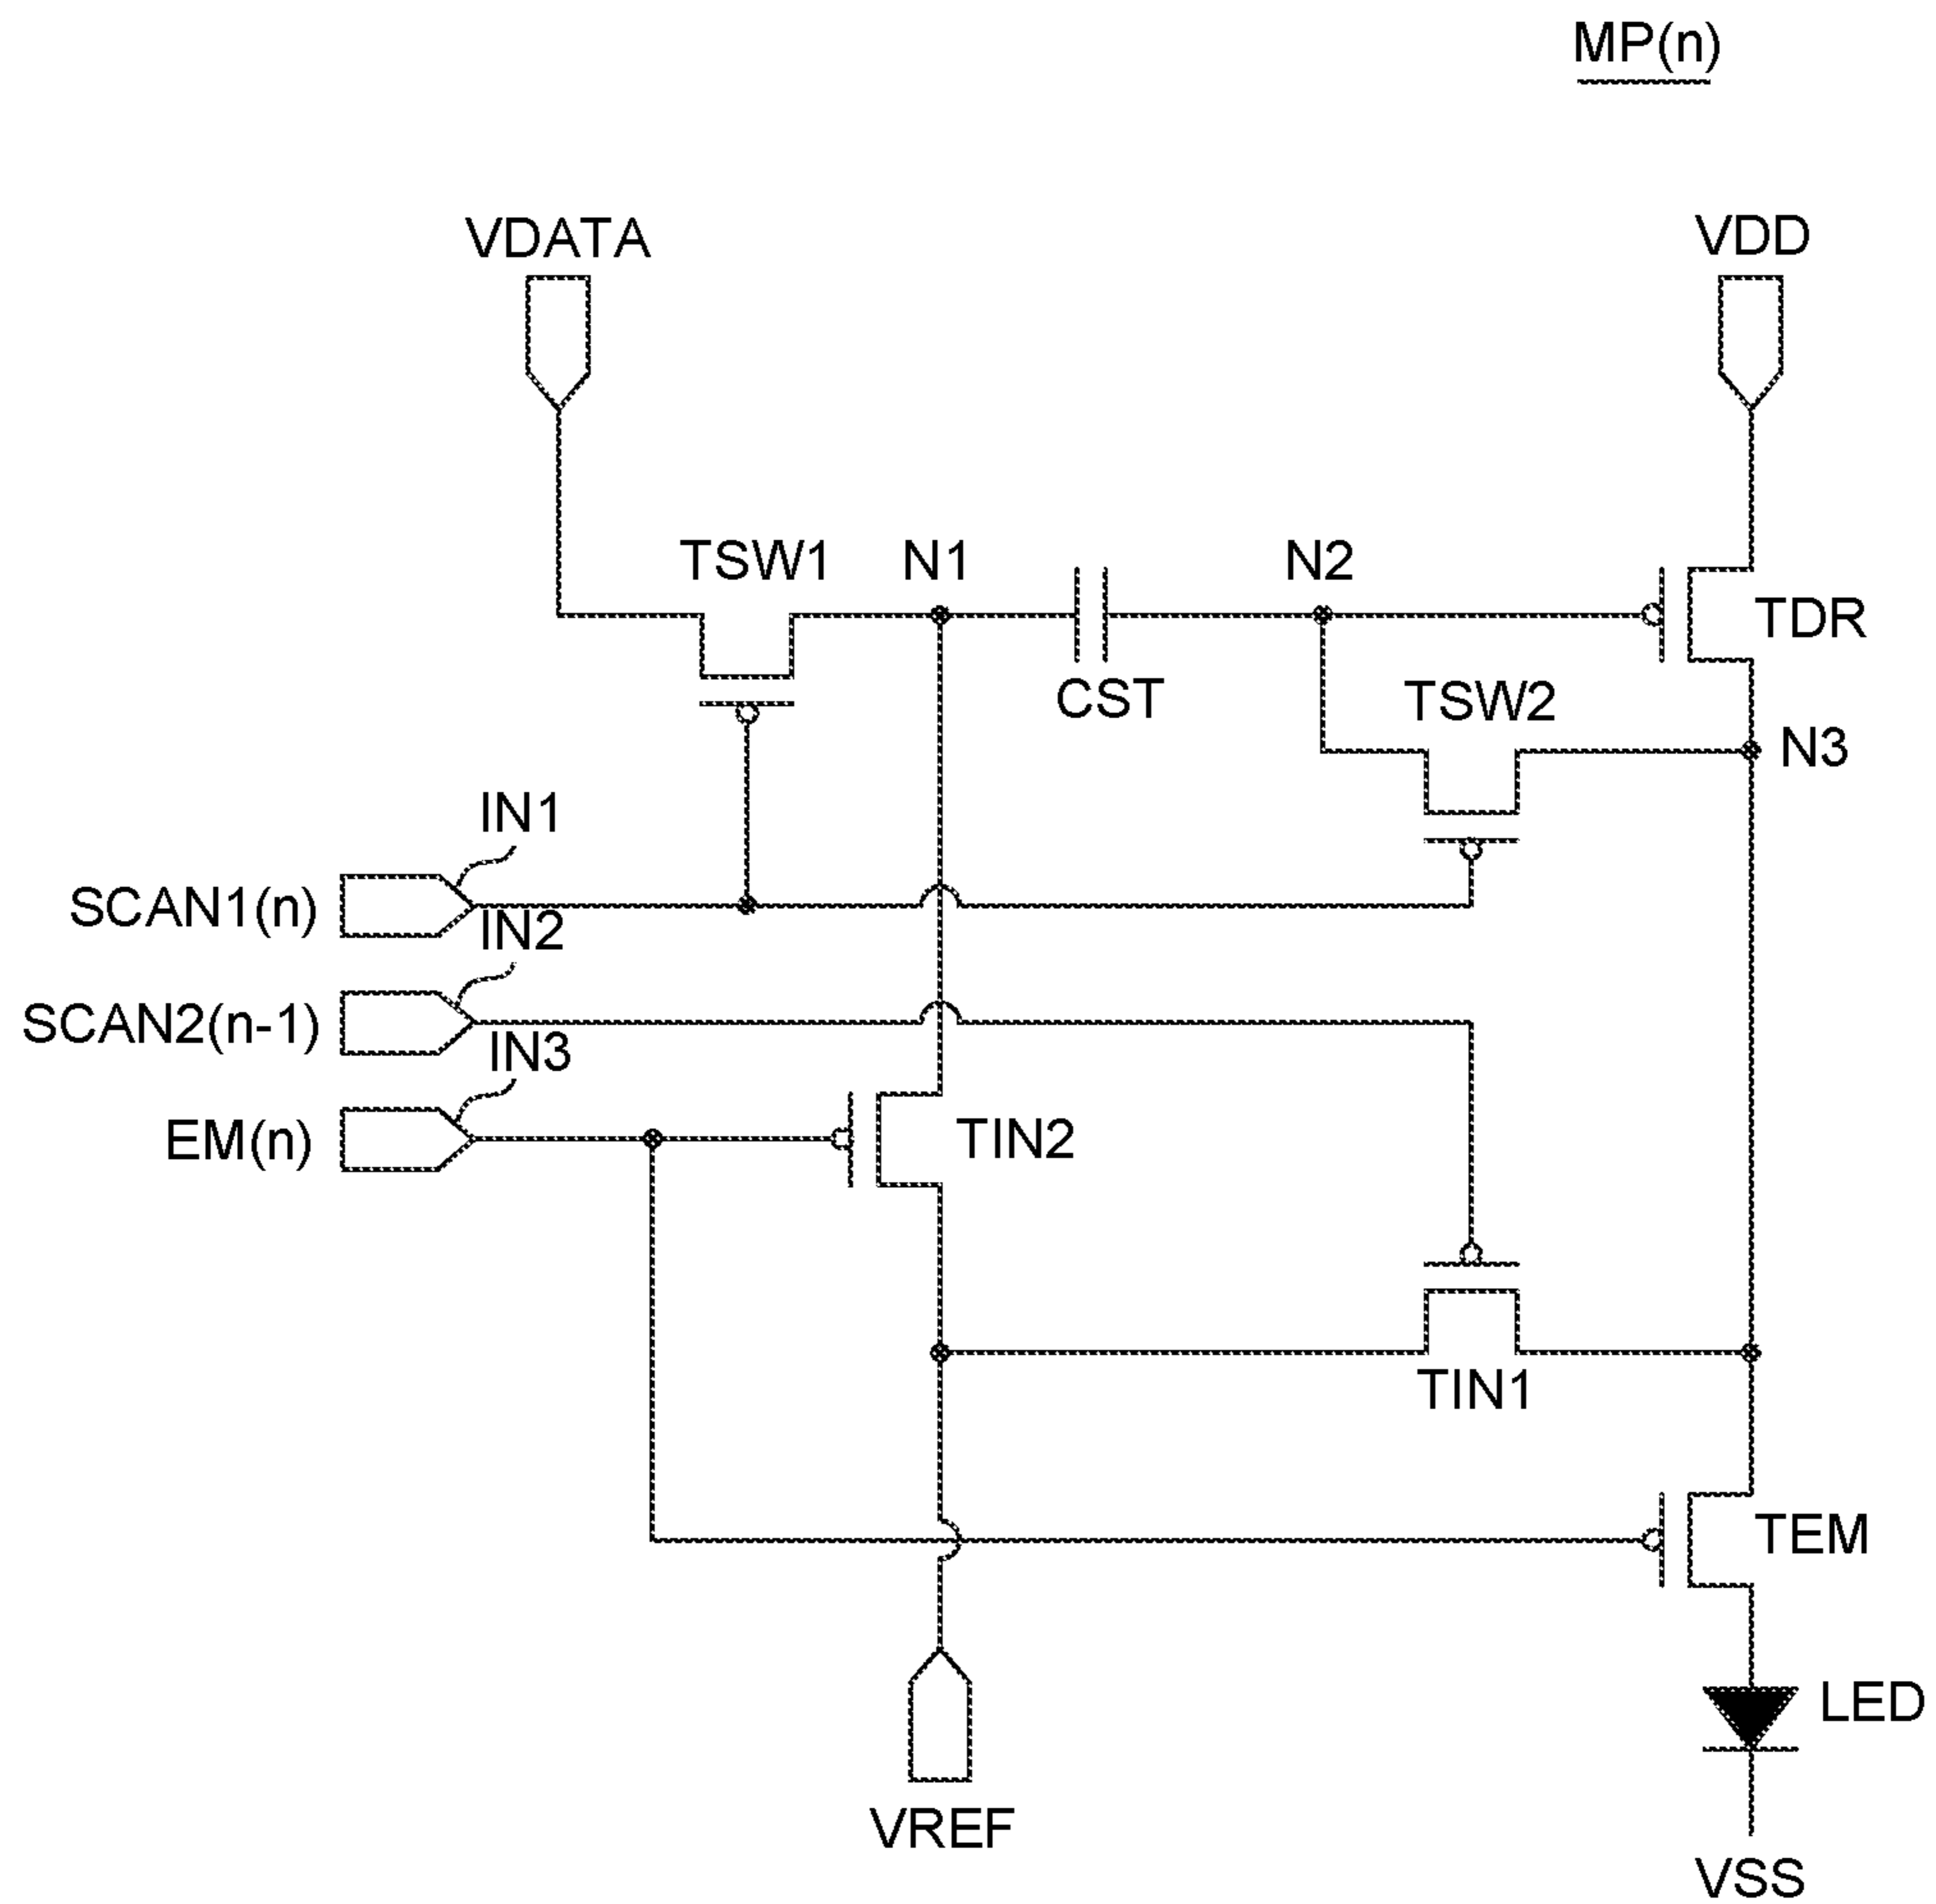 MP(n)
VDATA
VDD
TSW1
N1
N2
TDR
CST
TSW2
N3
IN1
SCAN1(n)
IN2
SCAN2(n-1)
IN3
EM(n)
TIN2
TIN1
TEM
LED
VREF
VSS